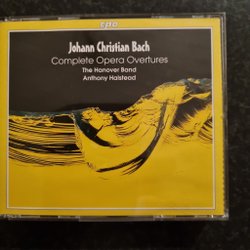 cpo
Johann Christian Bach
Complete Opera Overtures
The Hanover Band
Anthony Halstead